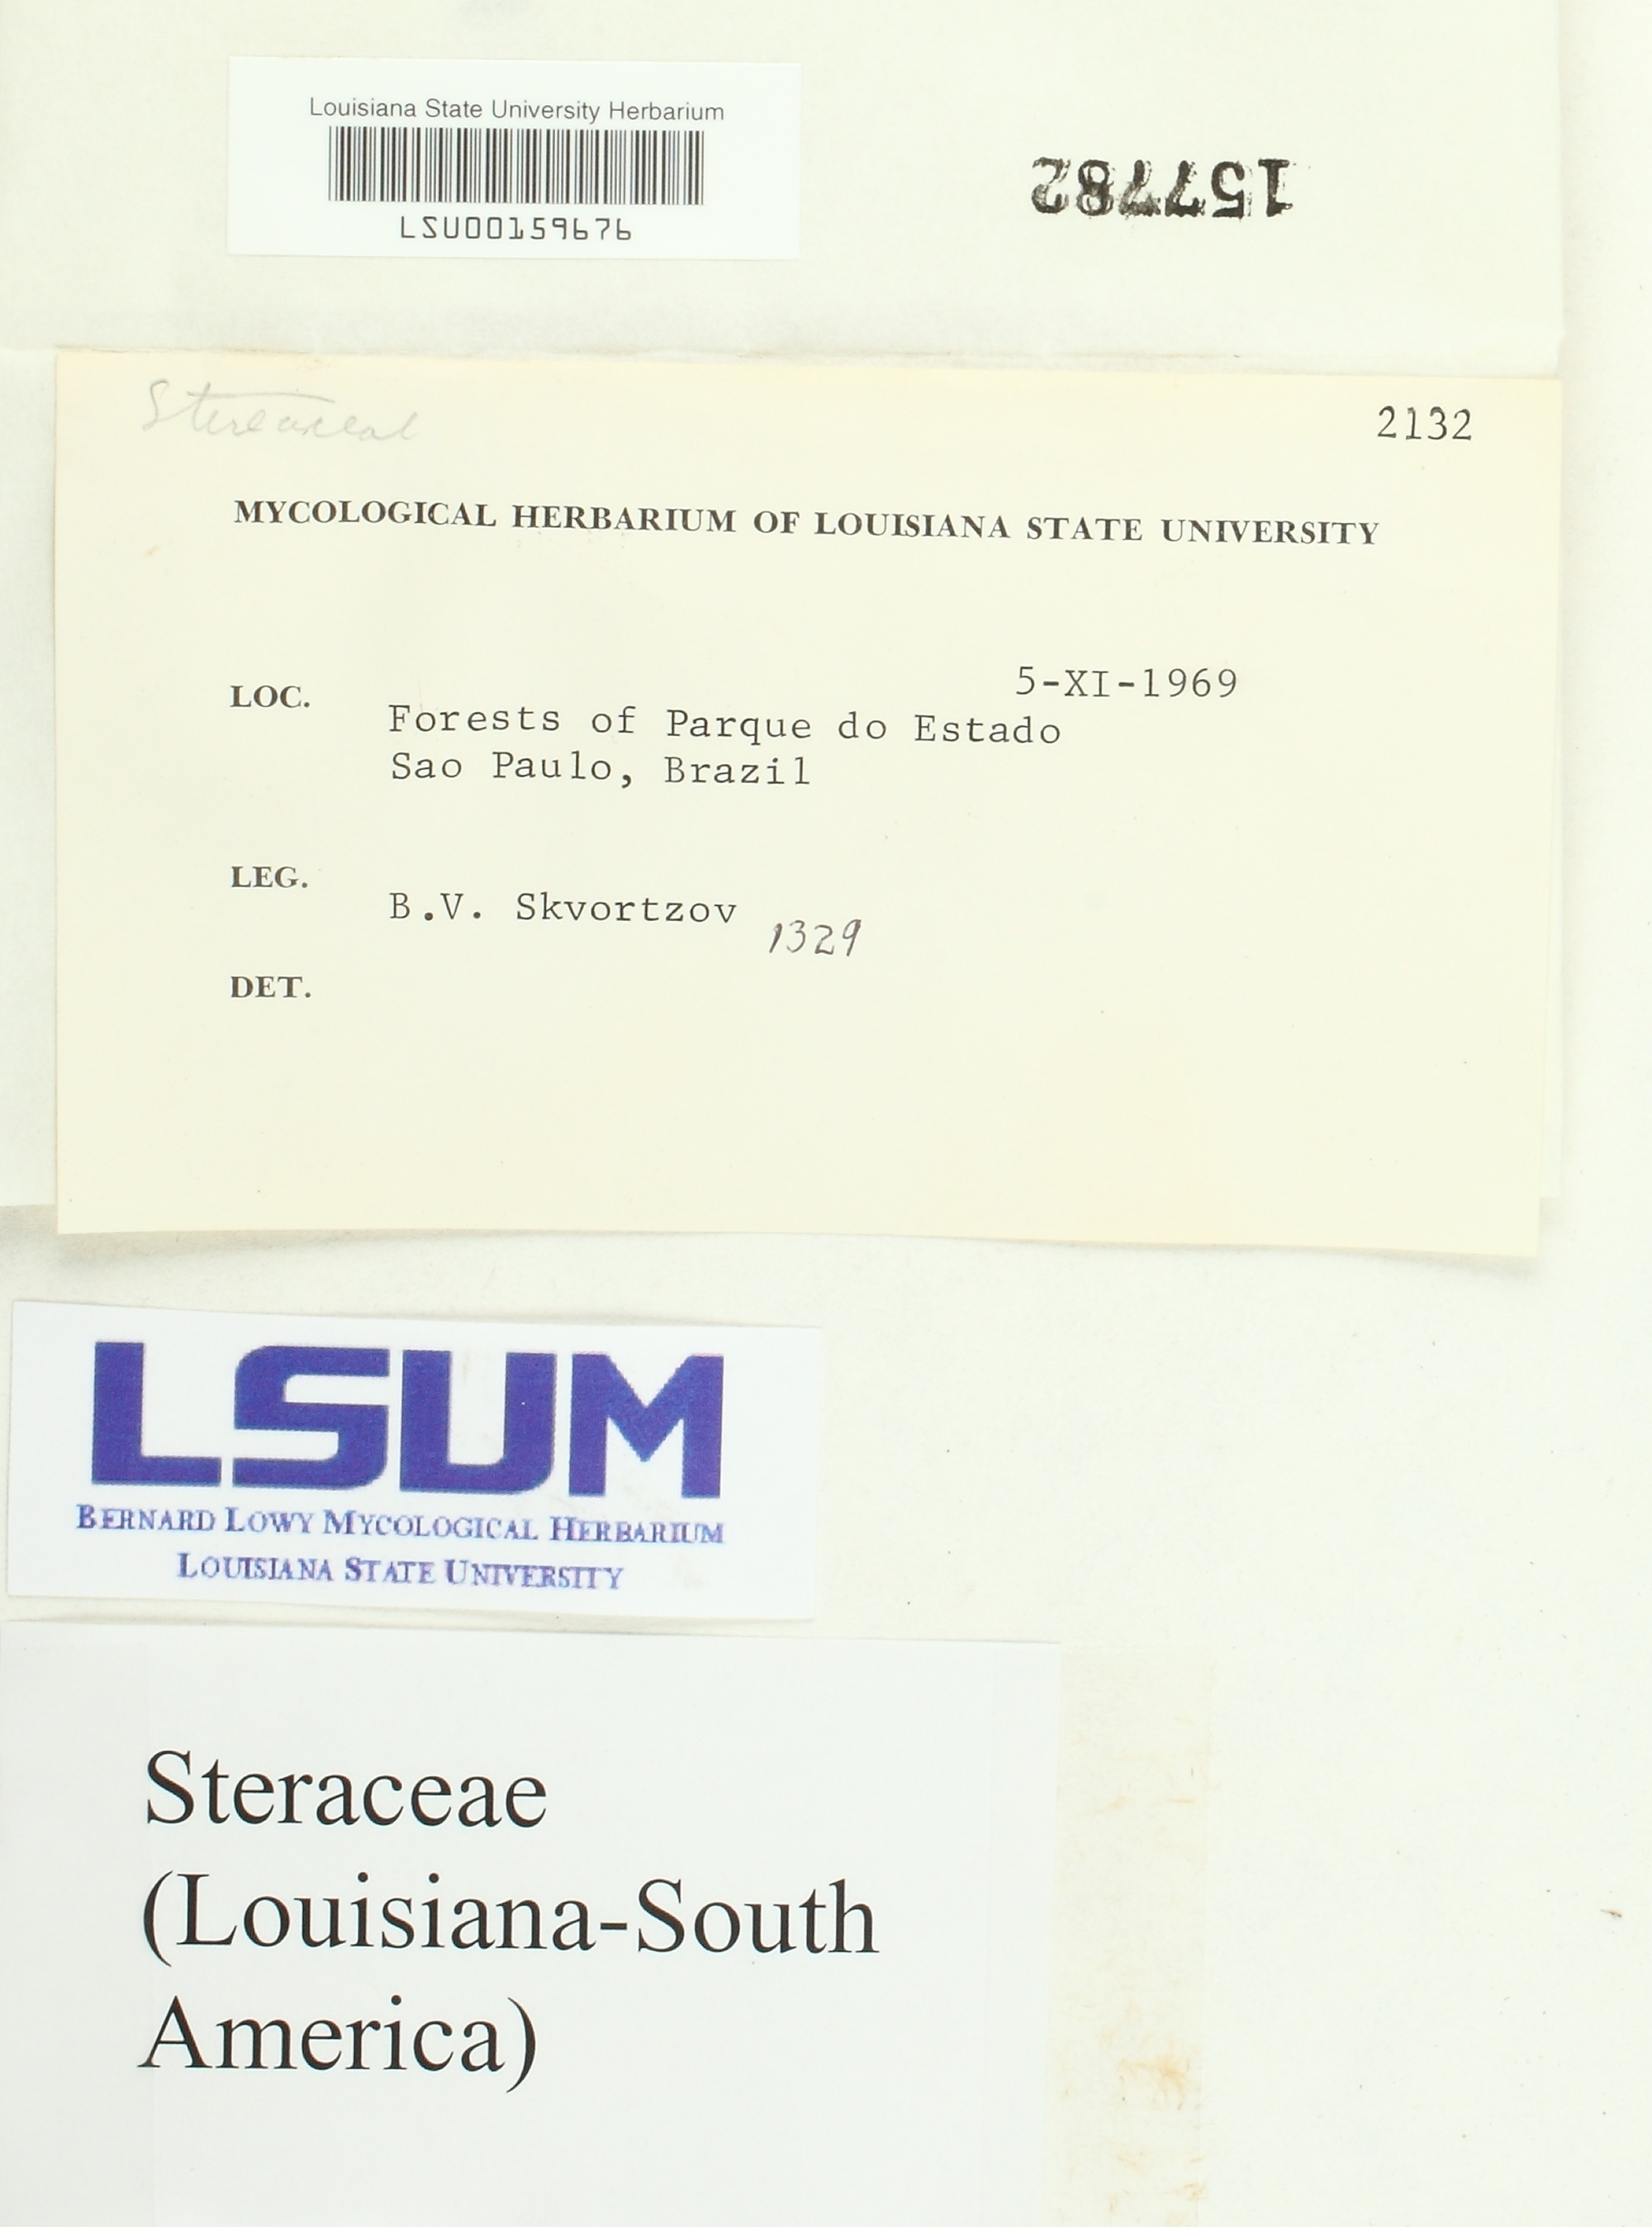 Louisiana State University Herbarium
LSU00159676
157782
Stereaceae
2132
MYCOLOGICAL HERBARIUM OF LOUISIANA STATE UNIVERSITY
5-XI-1969
LOC.
Forests of Parque do Estado
Sao Paulo, Brazil
LEG.
B.V. Skvortzov 1329
DET.
LSUM
BERNARD LOWY MYCOLOGICAL HERBARIUM
LOUISIANA STATE UNIVERSITY
Steraceae
(Louisiana-South
America)